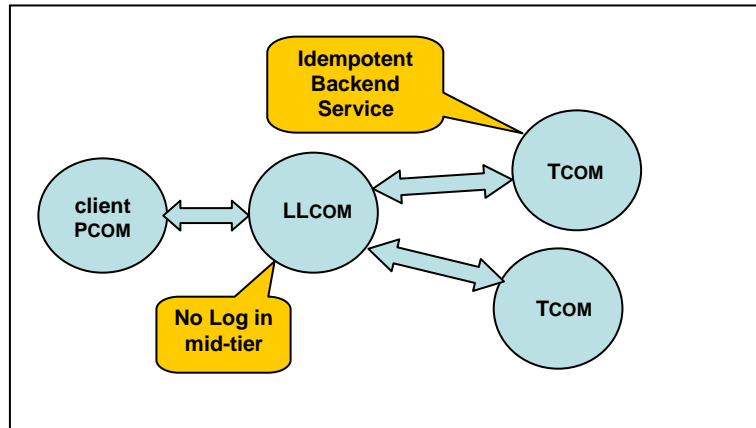 Idempotent
Backend
Service
TCOM
client
PCOM
LLCOM
TCOM
No Log in
mid-tier